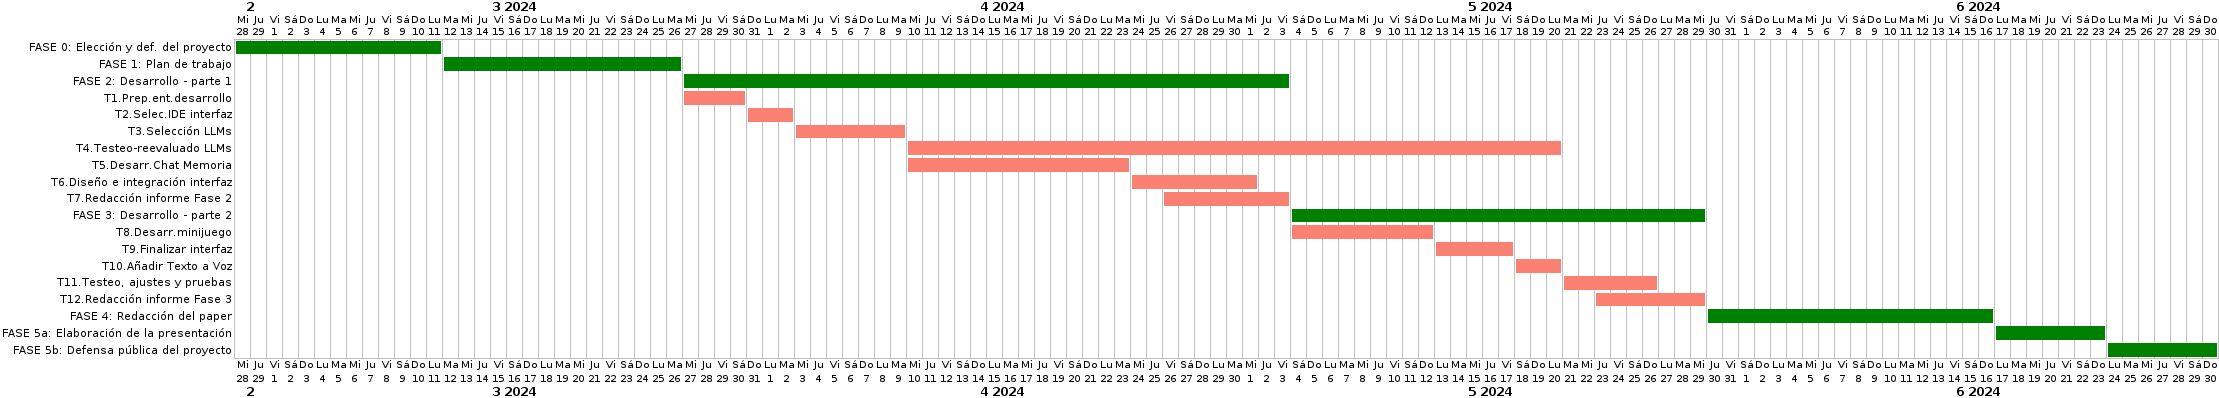 2 3 2024 4 2024 5 2024 6 2024
Mi Ju Vi Sá Do Lu Ma Mi Ju Vi Sá Do Lu Ma Mi Ju Vi Sá Do Lu Ma Mi Ju Vi Sá Do Lu Ma Mi Ju Vi Sá Do Lu Ma Mi Ju Vi Sá Do Lu Ma Mi Ju Vi Sá Do Lu Ma Mi Ju Vi Sá Do Lu Ma Mi Ju Vi Sá Do Lu Ma Mi Ju Vi Sá Do Lu Ma Mi Ju Vi Sá Do Lu Ma Mi Ju Vi Sá Do Lu Ma Mi Ju Vi Sá Do Lu Ma Mi Ju Vi Sá Do Lu Ma Mi Ju Vi Sá Do Lu Ma Mi Ju Vi Sá Do Lu Ma Mi Ju Vi Sá Do Lu Ma Mi Ju Vi Sá Do
28 29 1 2 3 4 5 6 7 8 9 10 11 12 13 14 15 16 17 18 19 20 21 22 23 24 25 26 27 28 29 30 31 1 2 3 4 5 6 7 8 9 10 11 12 13 14 15 16 17 18 19 20 21 22 23 24 25 26 27 28 29 30 1 2 3 4 5 6 7 8 9 10 11 12 13 14 15 16 17 18 19 20 21 22 23 24 25 26 27 28 29 30 31 1 2 3 4 5 6 7 8 9 10 11 12 13 14 15 16 17 18 19 20 21 22 23 24 25 26 27 28 29 30
FASE 0: Elección y def. del proyecto
FASE 1: Plan de trabajo
FASE 2: Desarrollo - parte 1
T1.Prep.ent.desarrollo
T2.Selec.IDE interfaz
T3.Selección LLMs
T4.Testeo-reevaluado LLMs
T5.Desarr.Chat Memoria
T6.Diseño e integración interfaz
T7.Redacción informe Fase 2
FASE 3: Desarrollo - parte 2
T8.Desarr.minijuego
T9.Finalizar interfaz
T10.Añadir Texto a Voz
T11.Testeo, ajustes y pruebas
T12.Redacción informe Fase 3
FASE 4: Redacción del paper
FASE 5a: Elaboración de la presentación
FASE 5b: Defensa pública del proyecto
Mi Ju Vi Sá Do Lu Ma Mi Ju Vi Sá Do Lu Ma Mi Ju Vi Sá Do Lu Ma Mi Ju Vi Sá Do Lu Ma Mi Ju Vi Sá Do Lu Ma Mi Ju Vi Sá Do Lu Ma Mi Ju Vi Sá Do Lu Ma Mi Ju Vi Sá Do Lu Ma Mi Ju Vi Sá Do Lu Ma Mi Ju Vi Sá Do Lu Ma Mi Ju Vi Sá Do Lu Ma Mi Ju Vi Sá Do Lu Ma Mi Ju Vi Sá Do Lu Ma Mi Ju Vi Sá Do Lu Ma Mi Ju Vi Sá Do Lu Ma Mi Ju Vi Sá Do Lu Ma Mi Ju Vi Sá Do Lu Ma Mi Ju Vi Sá Do
28 29 1 2 3 4 5 6 7 8 9 10 11 12 13 14 15 16 17 18 19 20 21 22 23 24 25 26 27 28 29 30 31 1 2 3 4 5 6 7 8 9 10 11 12 13 14 15 16 17 18 19 20 21 22 23 24 25 26 27 28 29 30 1 2 3 4 5 6 7 8 9 10 11 12 13 14 15 16 17 18 19 20 21 22 23 24 25 26 27 28 29 30 31 1 2 3 4 5 6 7 8 9 10 11 12 13 14 15 16 17 18 19 20 21 22 23 24 25 26 27 28 29 30
2 3 2024 4 2024 5 2024 6 2024